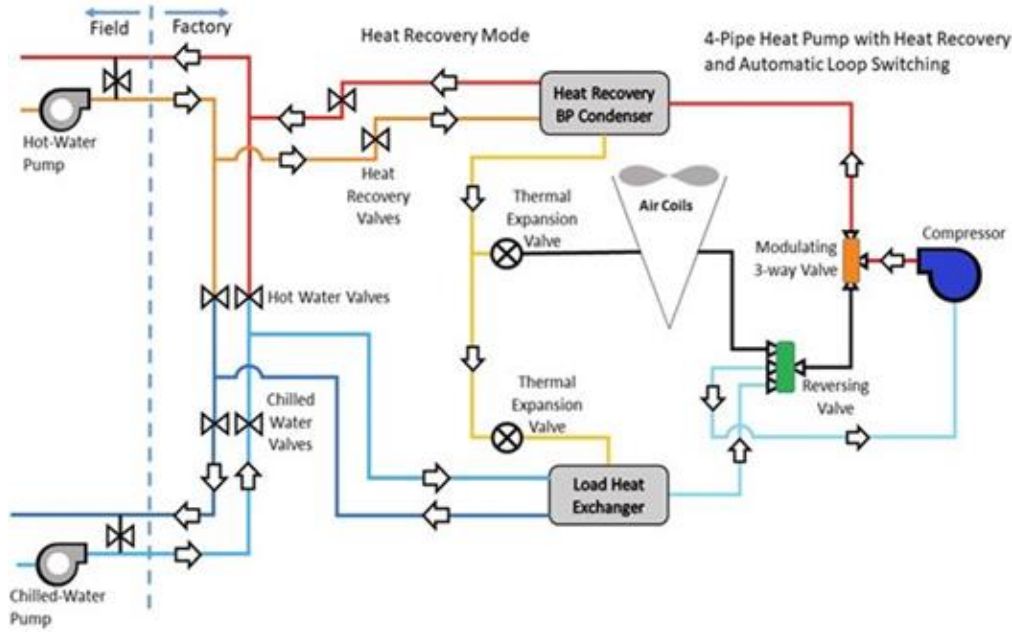 Field
Factory
Heat Recovery Mode
4-Pipe Heat Pump with Heat Recovery
and Automatic Loop Switching
Heat Recovery
BP Condenser
Hot-Water
Pump
Heat
Recovery
Valves
Thermal
Expansion
Valve
Air Coils
Modulating
3-way Valve
Compressor
Hot Water Valves
Thermal
Expansion
Valve
Reversing
Valve
Chilled
Water
Valves
Load Heat
Exchanger
Chilled-Water
Pump